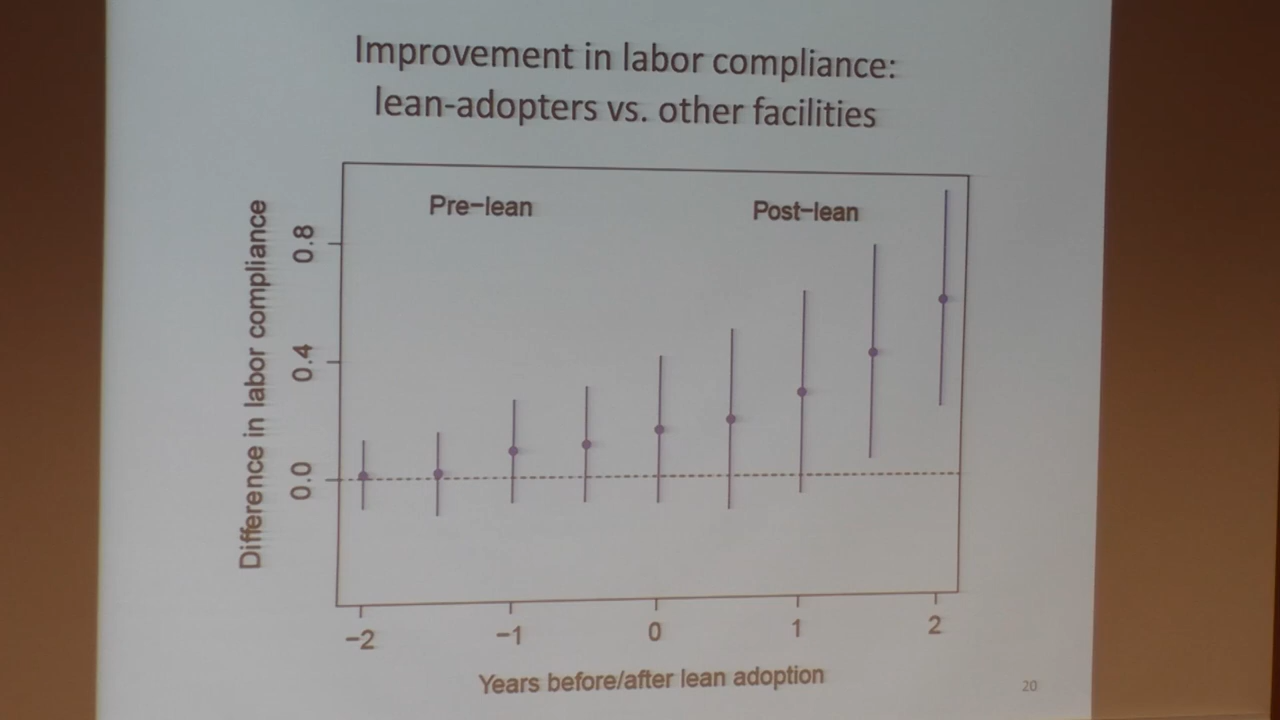 Improvement in labor compliance:
lean-adopters vs. other facilities
Pre-lean
Post-lean
Difference in labor compliance
0.8
0.4
0.0
−2
−1
0
1
2
Years before/after lean adoption
20